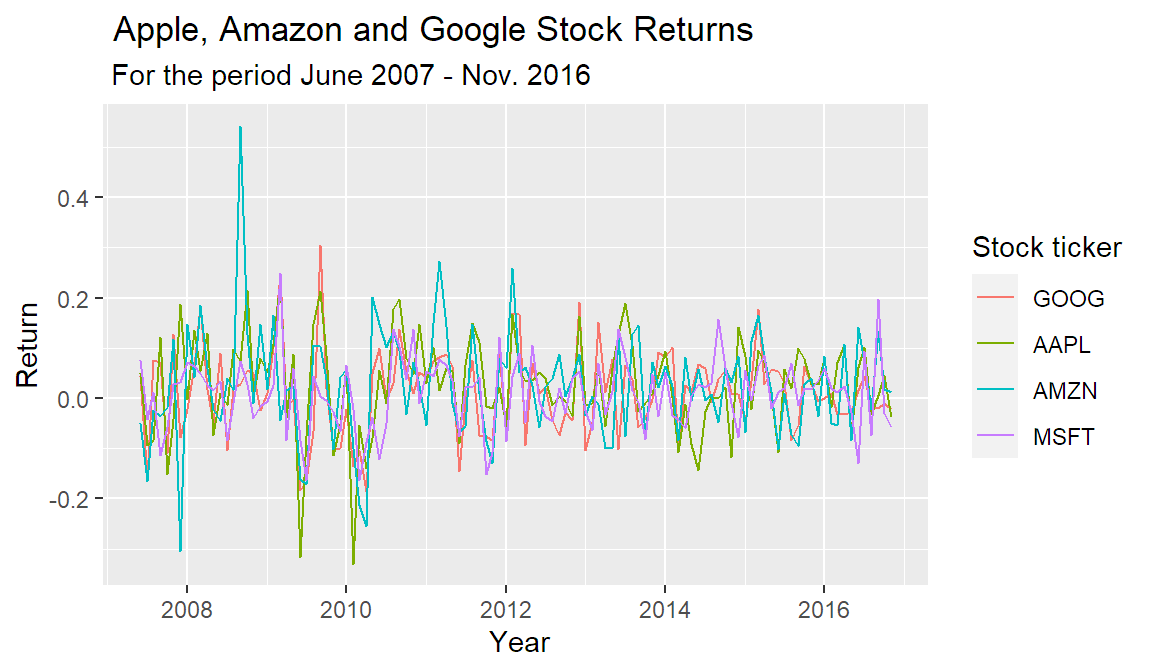 Apple, Amazon and Google Stock Returns
For the period June 2007 - Nov. 2016
Return
0.4
0.2
0.0
-0.2
2008 2010 2012 2014 2016
Year
Stock ticker
GOOG
AAPL
AMZN
MSFT